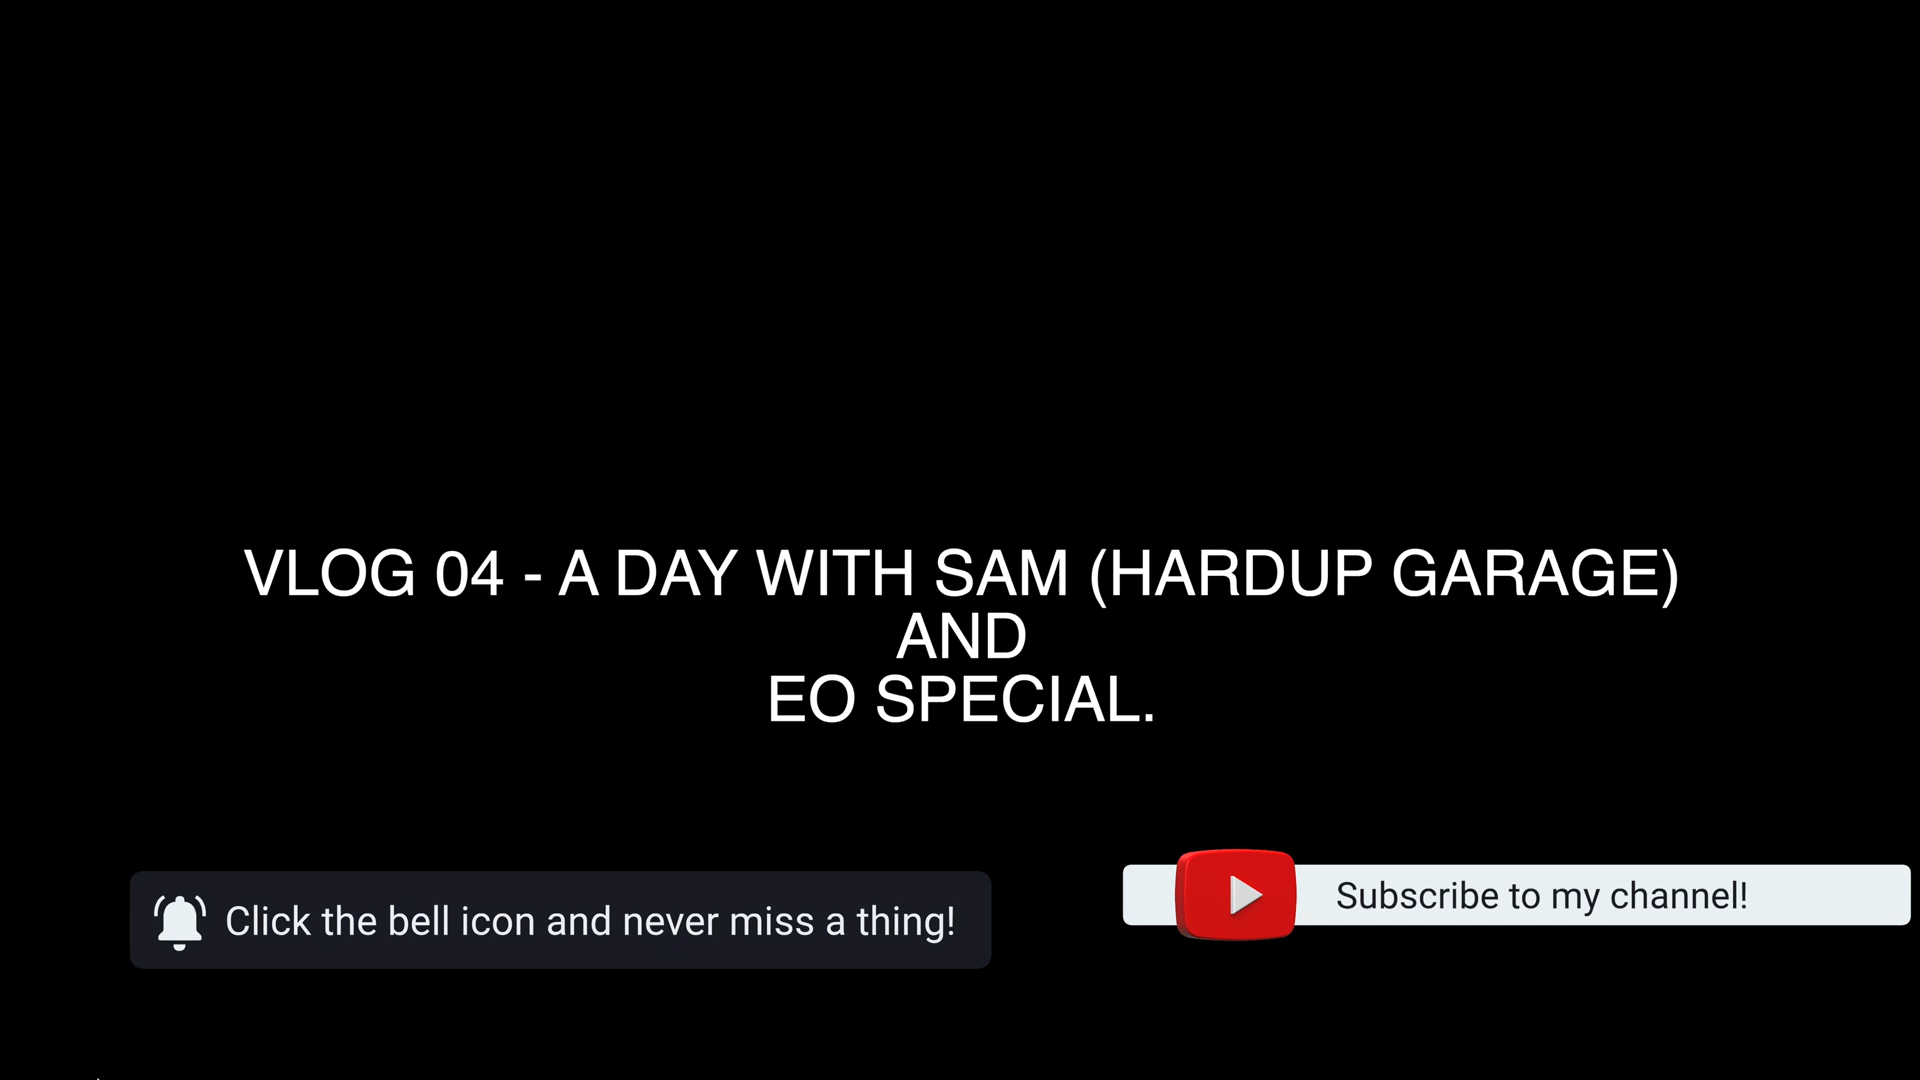 VLOG 04 - A DAY WITH SAM (HARDUP GARAGE)
AND
EO SPECIAL.
Click the bell icon and never miss a thing!
Subscribe to my channel!